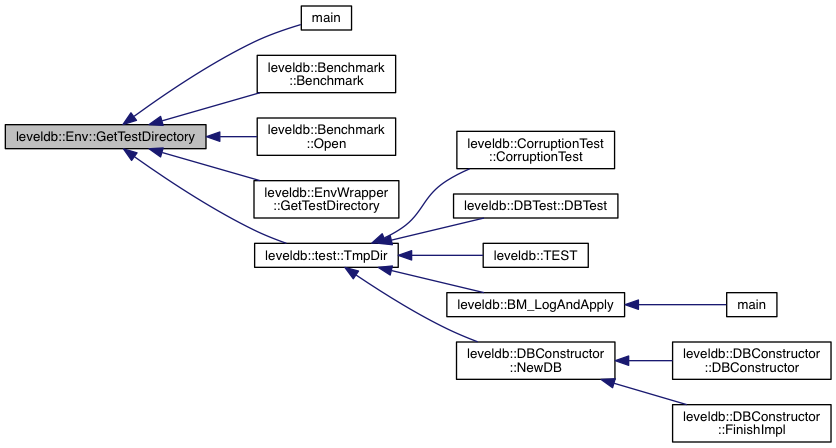 main
leveldb::Benchmark
::Benchmark
leveldb::Env::GetTestDirectory
leveldb::Benchmark
::Open
leveldb::EnvWrapper
::GetTestDirectory
leveldb::test::TmpDir
leveldb::CorruptionTest
::CorruptionTest
leveldb::DBTest::DBTest
leveldb::TEST
leveldb::BM_LogAndApply
main
leveldb::DBConstructor
::NewDB
leveldb::DBConstructor
::DBConstructor
leveldb::DBConstructor
::FinishImpl